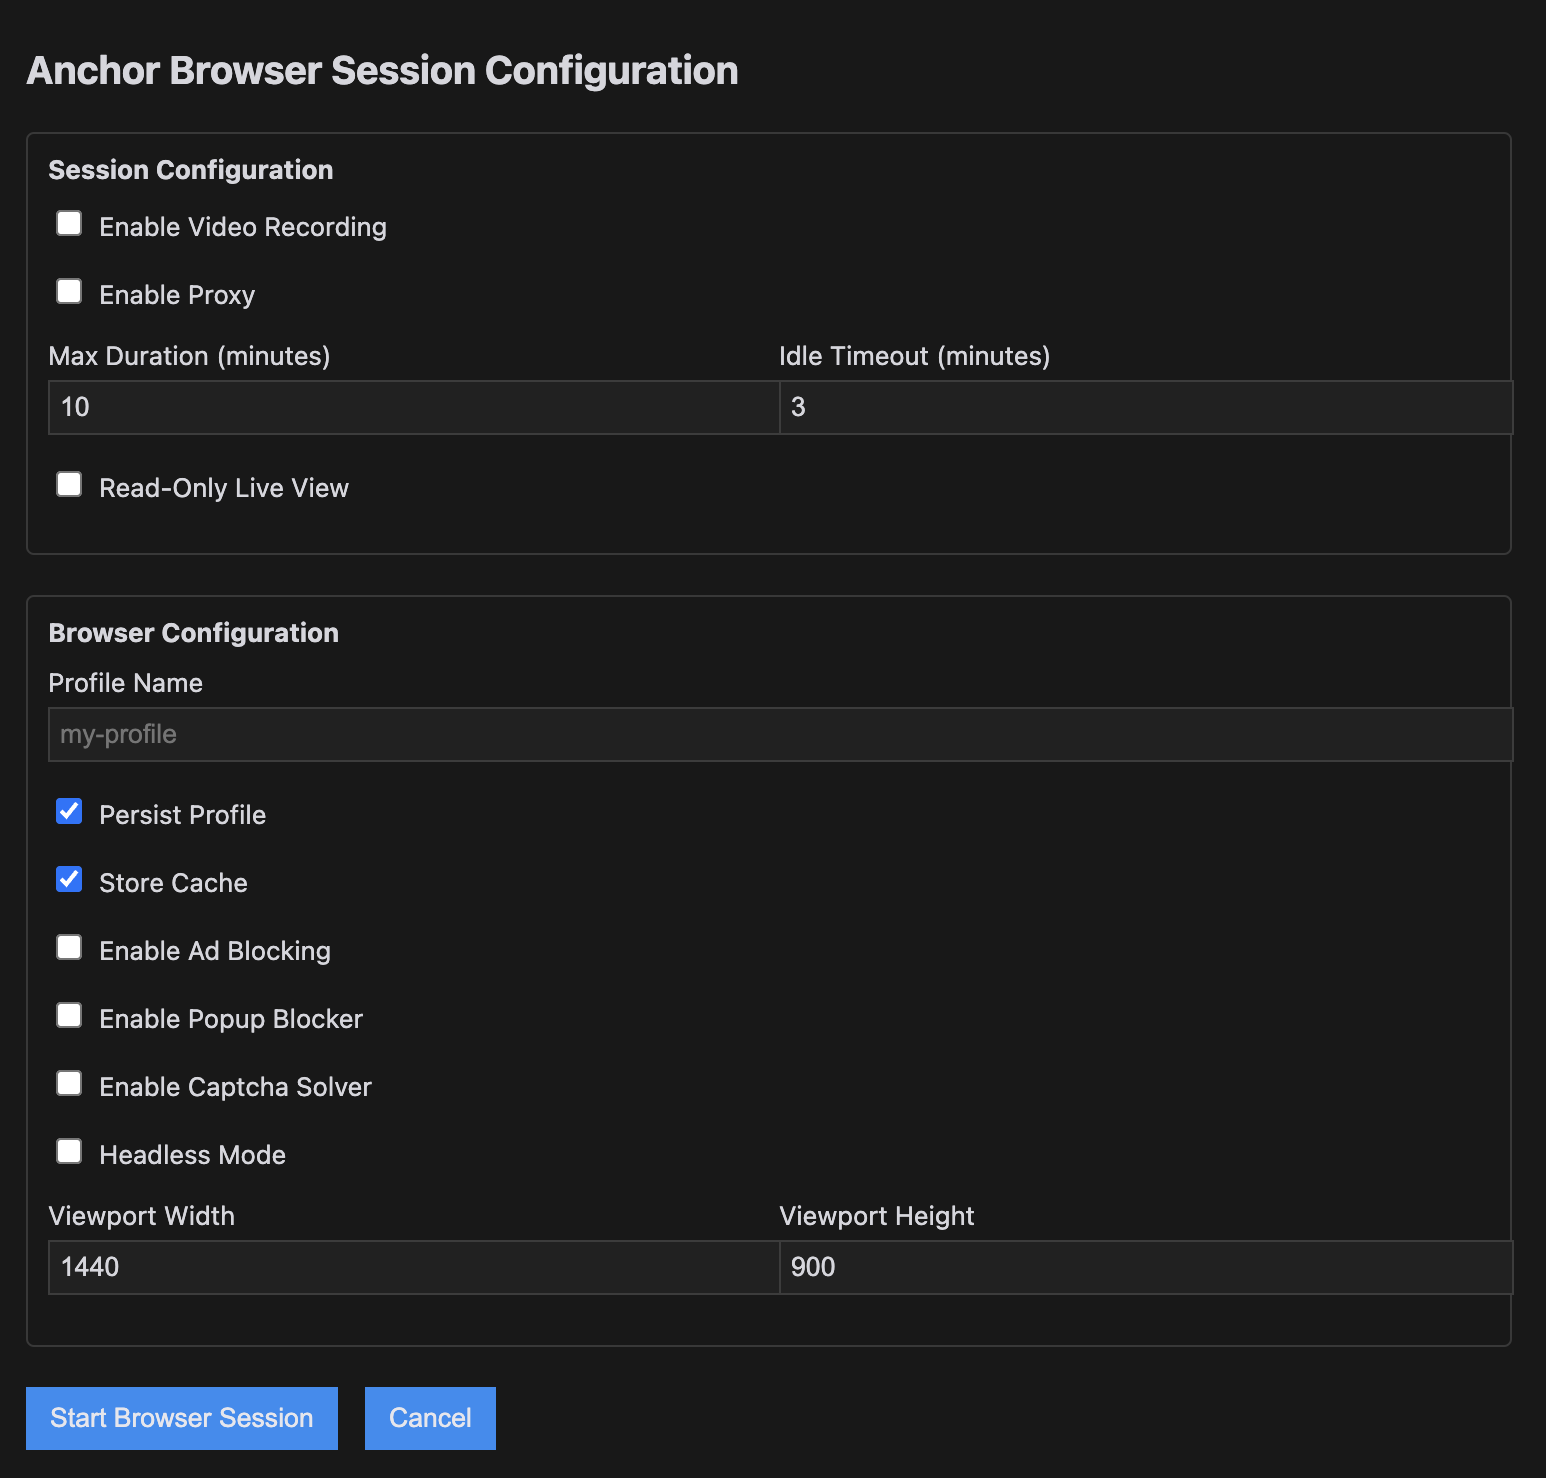 Anchor Browser Session Configuration
Session Configuration
Enable Video Recording
Enable Proxy
Max Duration (minutes)
Idle Timeout (minutes)
10
3
Read-Only Live View
Browser Configuration
Profile Name
my-profile
Persist Profile
Store Cache
Enable Ad Blocking
Enable Popup Blocker
Enable Captcha Solver
Headless Mode
Viewport Width
Viewport Height
1440
900
Start Browser Session
Cancel